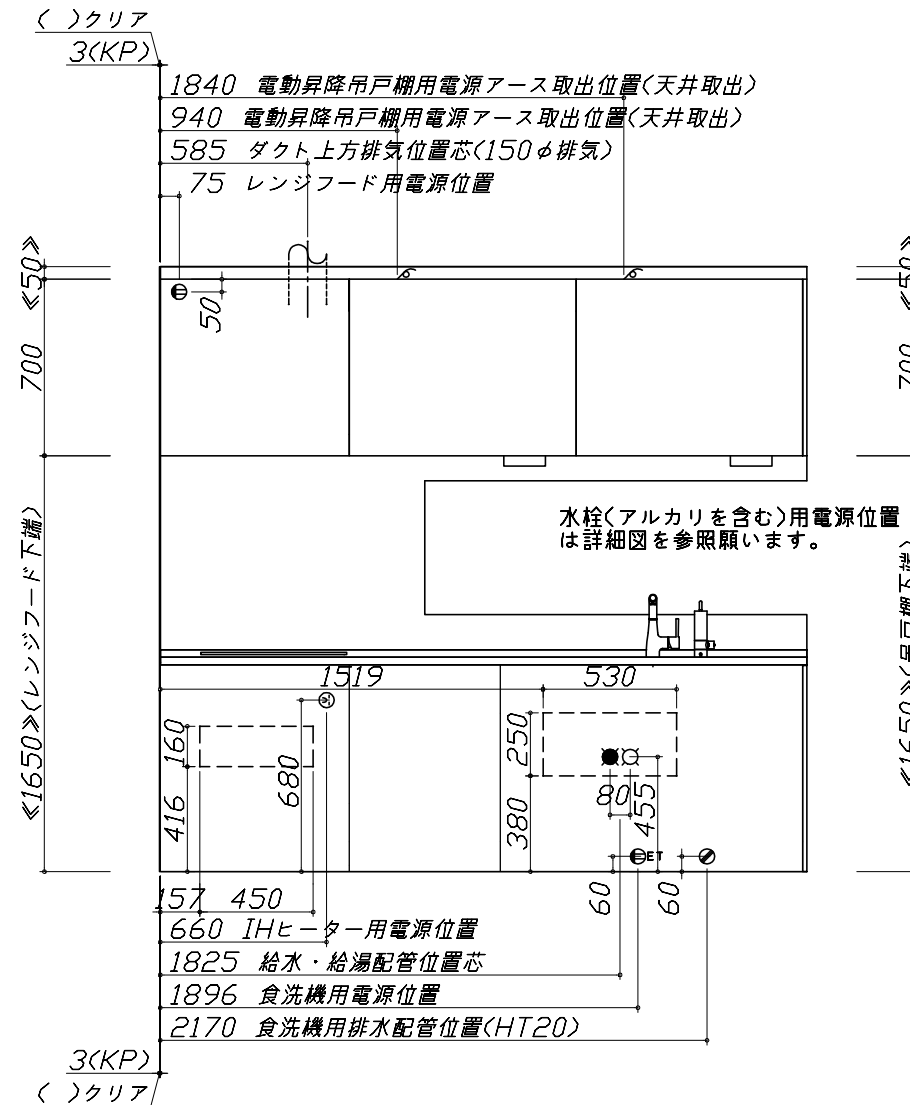 ( )クリア
3(KP)
1840 電動昇降吊戸棚用電源アース取出位置(天井取出)
940 電動昇降吊戸棚用電源アース取出位置(天井取出)
585 ダクト上方排気位置芯(150φ排気)
75 レンジフード用電源位置
≪50≫
≪50≫
50
700
700
≪1650≫(レンジフード下端)
水栓(アルカリを含む)用電源位置
は詳細図を参照願います。
≪1650≫(吊戸棚下端)
1519
530
160
416
680
250
380
80
455
ET
60
60
157
450
660 IHヒーター用電源位置
1825 給水・給湯配管位置芯
1896 食洗機用電源位置
2170 食洗機用排水配管位置(HT20)
3(KP)
( )クリア